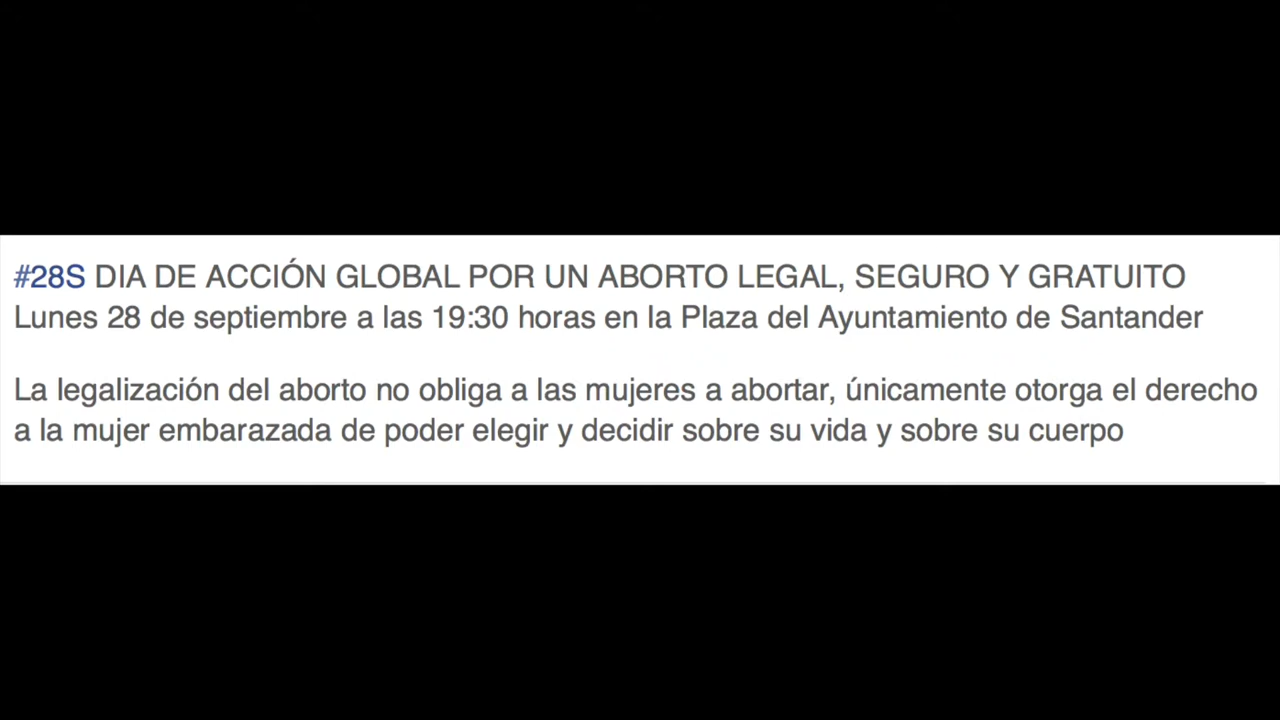 #28S DIA DE ACCIÓN GLOBAL POR UN ABORTO LEGAL, SEGURO Y GRATUITO
Lunes 28 de septiembre a las 19:30 horas en la Plaza del Ayuntamiento de Santander
La legalización del aborto no obliga a las mujeres a abortar, únicamente otorga el derecho
a la mujer embarazada de poder elegir y decidir sobre su vida y sobre su cuerpo